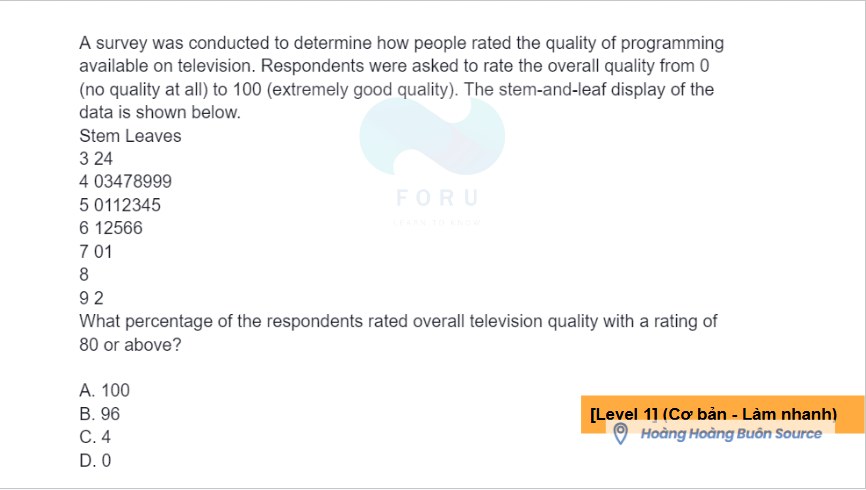 A survey was conducted to determine how people rated the quality of programming
available on television. Respondents were asked to rate the overall quality from 0
(no quality at all) to 100 (extremely good quality). The stem-and-leaf display of the
data is shown below.
Stem Leaves
3 24
4 03478999
5 0112345
6 12566
7 01
8
9 2
FORU
What percentage of the respondents rated overall television quality with a rating of
80 or above?
A. 100
B. 96
C. 4
D. 0
[Level 1] (Cơ bản - Làm nhanh)
Hoàng Hoàng Buôn Source